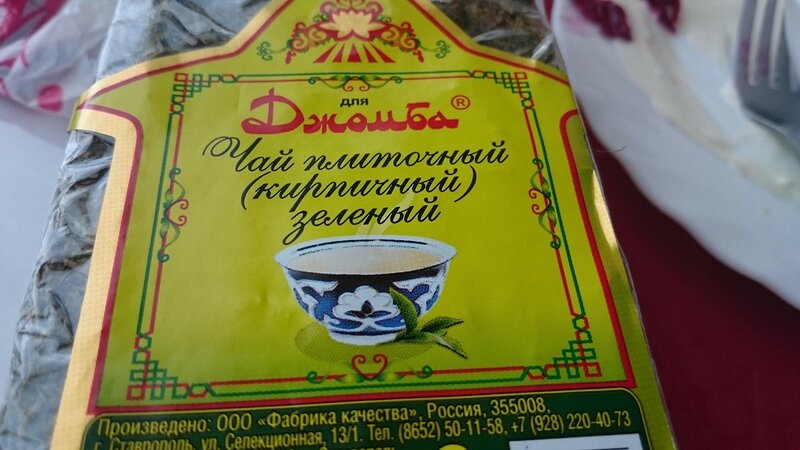 для
Джомба®
Чай плиточный
(кирпичный)
зеленый
Произведено: ООО «Фабрика качества», Россия, 355008,
г. Ставрополь, ул. Селекционная, 13/1. Тел. (8652) 50-11-58, +7 (928) 220-40-73